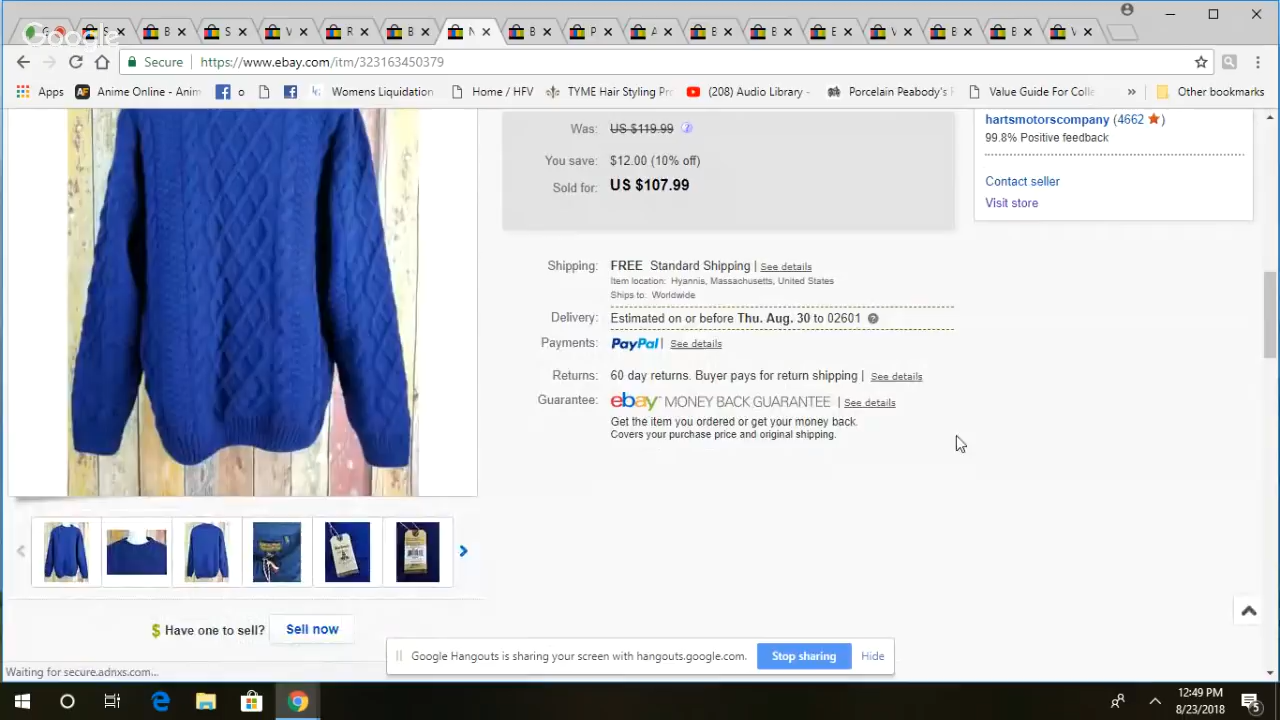 Google
S
B
S
V
R
B
N
B
P
A
B
B
E
V
B
B
V
Secure
https://www.ebay.com/itm/323163450379
Apps
Anime Online - Anim
o
Womens Liquidation
Home / HFV
TYME Hair Styling Pr
(208) Audio Library -
Porcelain Peabody's
Value Guide For Colle
»
Other bookmarks
Was: US $119.99
You save: $12.00 (10% off)
Sold for: US $107.99
hartsmotorscompany (4662 )
99.8% Positive feedback
Contact seller
Visit store
Shipping: FREE Standard Shipping | See details
Item location: Hyannis, Massachusetts, United States
Ships to: Worldwide
Delivery: Estimated on or before Thu. Aug. 30 to 02601
Payments: PayPal | See details
Returns: 60 day returns. Buyer pays for return shipping | See details
Guarantee: ebay MONEY BACK GUARANTEE | See details
Get the item you ordered or get your money back.
Covers your purchase price and original shipping.
$ Have one to sell? Sell now
Google Hangouts is sharing your screen with hangouts.google.com. Stop sharing Hide
Waiting for secure.adnxs.com...
12:49 PM
8/23/2018
5